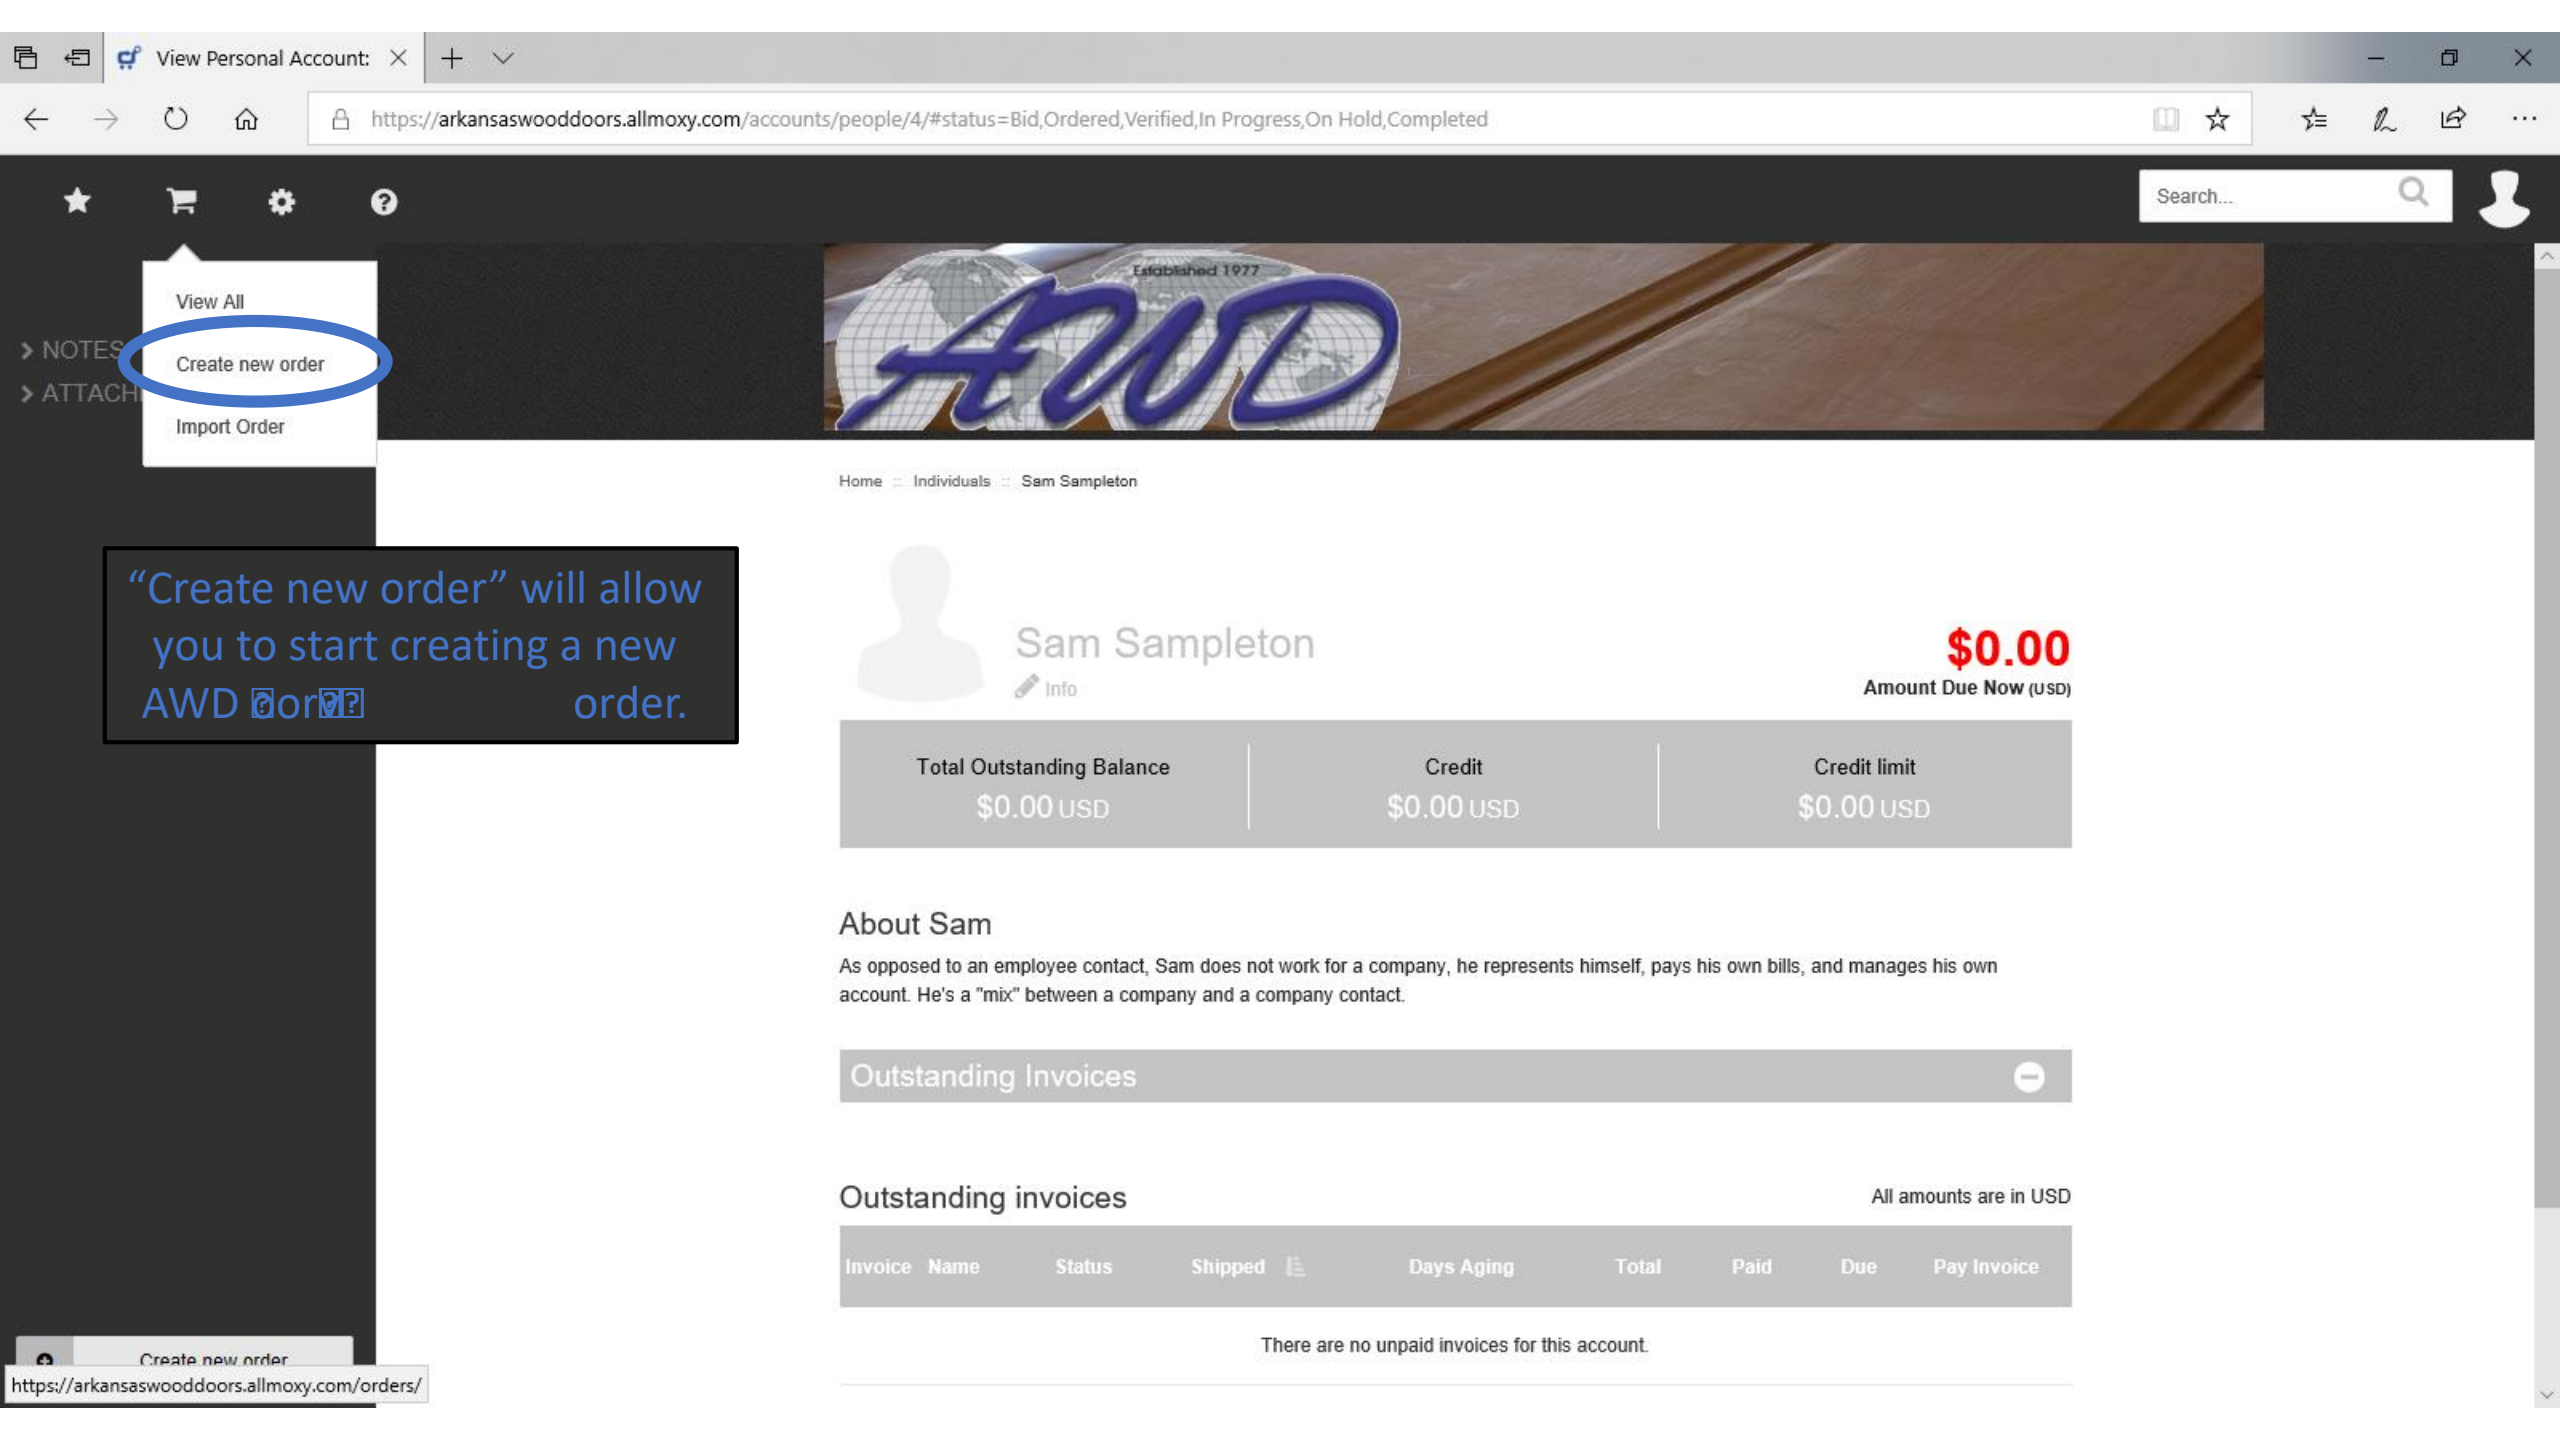 View Personal Account:
https://arkansaswooddoors.allmoxy.com/accounts/people/4/#status=Bid,Ordered,Verified,In Progress,On Hold,Completed
Search...
Established 1977
AWD
View All
Create new order
Import Order
NOTES
ATTACH
Home :: Individuals :: Sam Sampleton
“Create new order” will allow
you to start creating a new
AWD order.
Sam Sampleton
Info
$0.00
Amount Due Now (USD)
Total Outstanding Balance
$0.00 USD
Credit
$0.00 USD
Credit limit
$0.00 USD
About Sam
As opposed to an employee contact, Sam does not work for a company, he represents himself, pays his own bills, and manages his own
account. He's a "mix" between a company and a company contact.
Outstanding Invoices
Outstanding invoices
All amounts are in USD
Invoice Name Status Shipped Days Aging Total Paid Due Pay Invoice
There are no unpaid invoices for this account.
Create new order
https://arkansaswooddoors.allmoxy.com/orders/